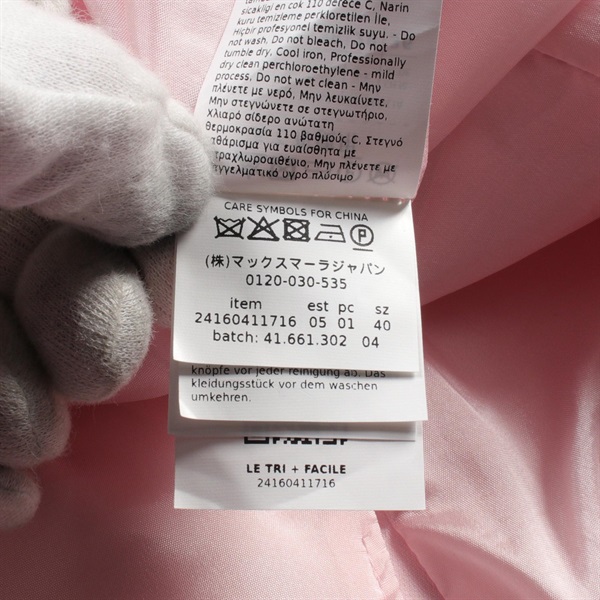 sıcaklıgı en cok 110 derece C, Narin
kuru temizleme perkloretilen İle,
Hiçbir profesyonel temizlik suyu. - Do
not wash, Do not bleach, Do not
tumble dry, Cool iron, Professionally
dry clean perchloroethylene - mild
process, Do not wet clean - Μην
πλένετε με νερό, Μην λευκαίνετε,
Μην στεγνώνετε σε στεγνωτήριο,
Χλιαρό σίδερο ανώτατη
θερμοκρασία 110 βαθμούς C, Στεγνό
καθάρισμα για ευαίσθητα με
τετραχλωροαιθένιο, Μην πλένετε με
επαγγελματικό υγρό πλύσιμο
CARE SYMBOLS FOR CHINA
P
(株)マックスマーラジャパン
0120-030-535
item est pc sz
24160411716 05 01 40
batch: 41.661.302 04
knöpfe vor jeder reinigung ab. Das
kleidungsstück vor dem waschen
umkehren.
LE TRI + FACILE
24160411716